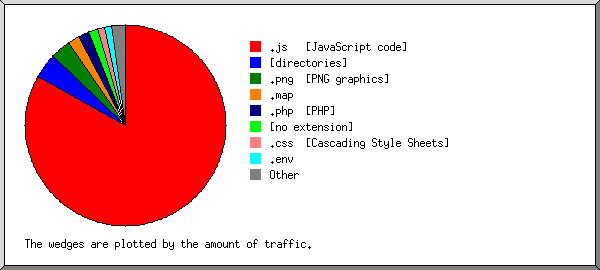 .js [JavaScript code]
[directories]
.png [PNG graphics]
.map
.php [PHP]
[no extension]
.css [Cascading Style Sheets]
.env
Other
The wedges are plotted by the amount of traffic.